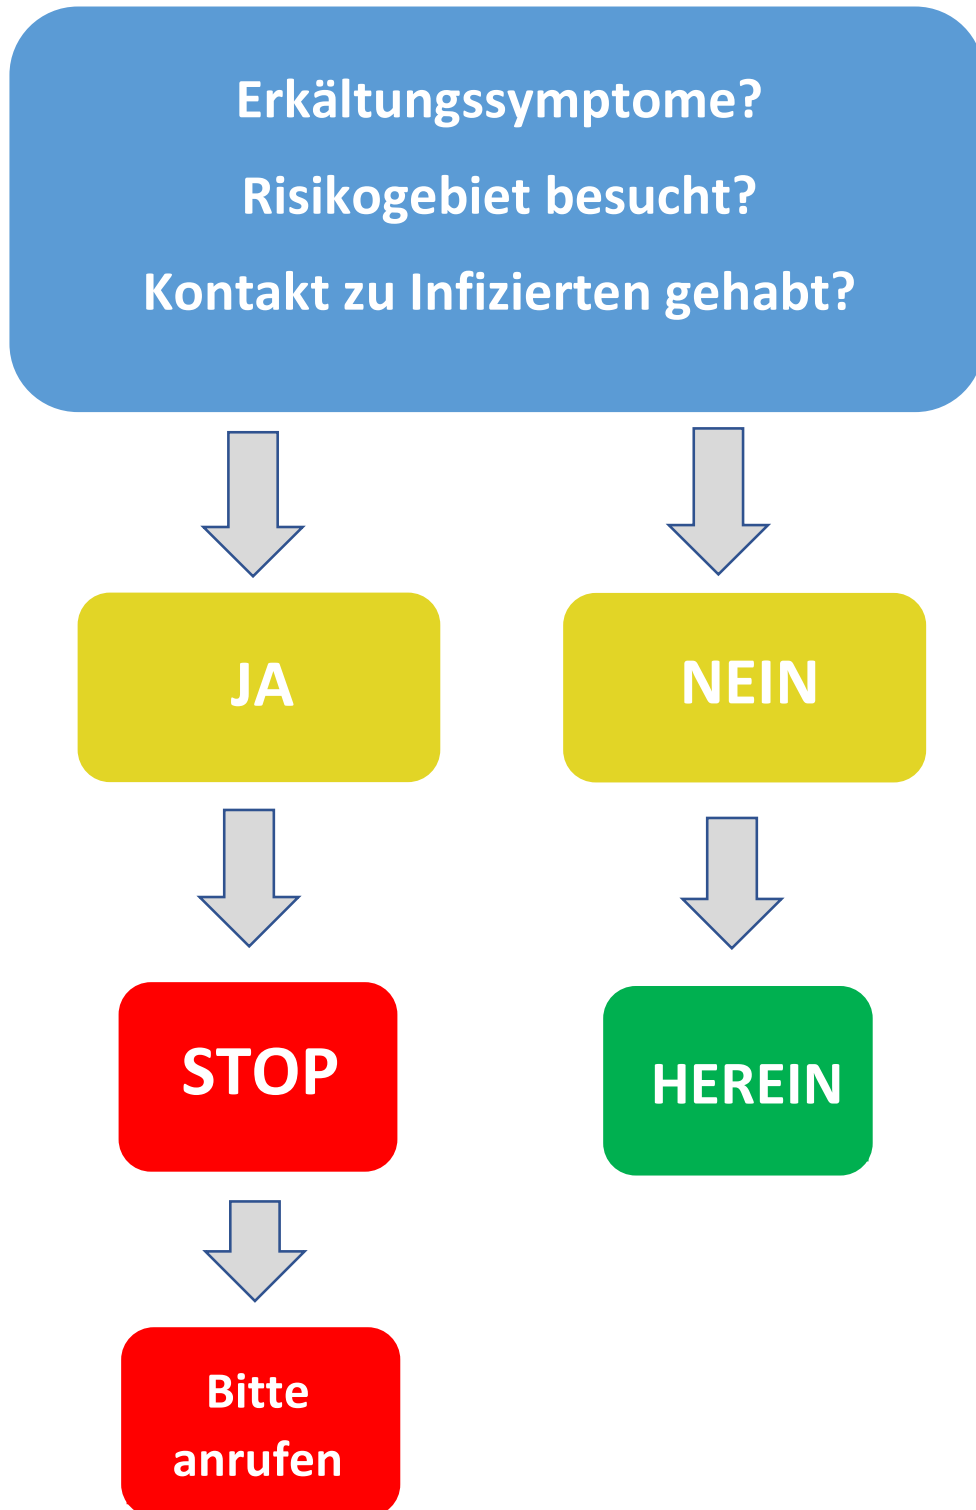 Erkältungssymptome?
Risikogebiet besucht?
Kontakt zu Infizierten gehabt?
JA
NEIN
STOP
HEREIN
Bitte
anrufen